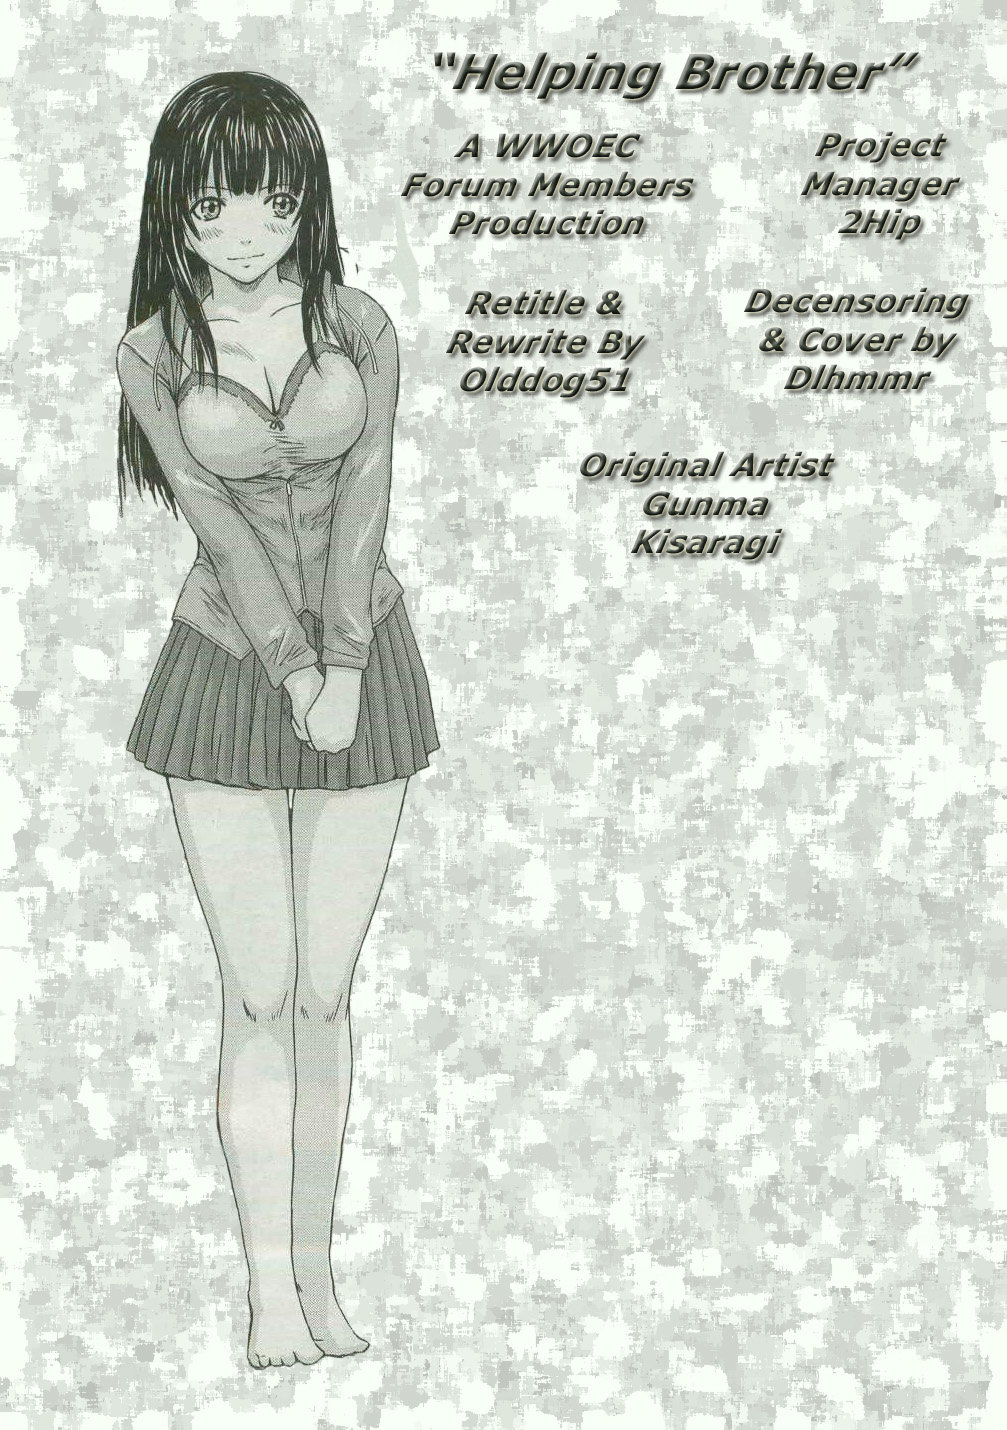 “Helping Brother”
A WWOEC
Forum Members
Production
Project
Manager
2Hip
Retitle &
Rewrite By
Olddog51
Decensoring
& Cover by
Dlhmmr
Original Artist
Gunma
Kisaragi